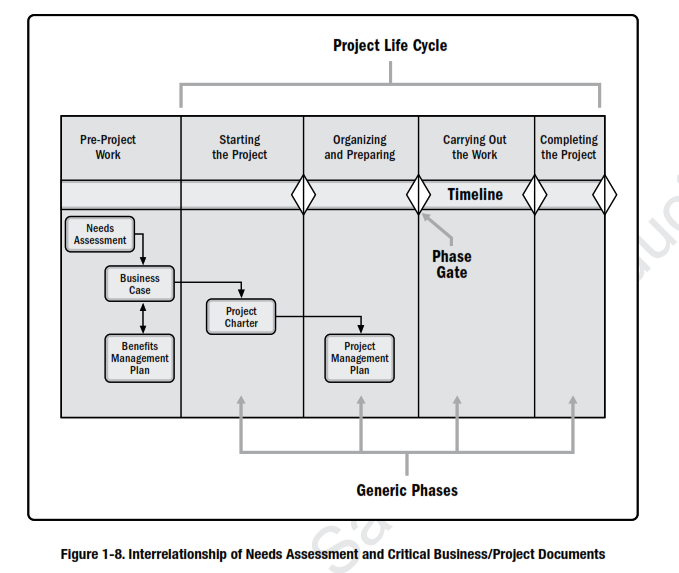 Project Life Cycle
Pre-Project
Work
Starting
the Project
Organizing
and Preparing
Carrying Out
the Work
Completing
the Project
Timeline
Needs
Assessment
Phase
Gate
Business
Case
Project
Charter
Benefits
Management
Plan
Project
Management
Plan
Generic Phases
Figure 1-8. Interrelationship of Needs Assessment and Critical Business/Project Documents